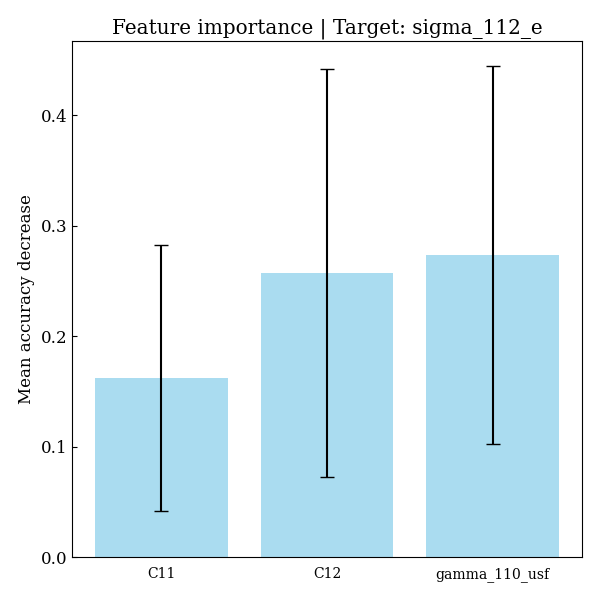 Feature importance | Target: sigma_112_e
Mean accuracy decrease
0.4
0.3
0.2
0.1
0.0
C11
C12
gamma_110_usf